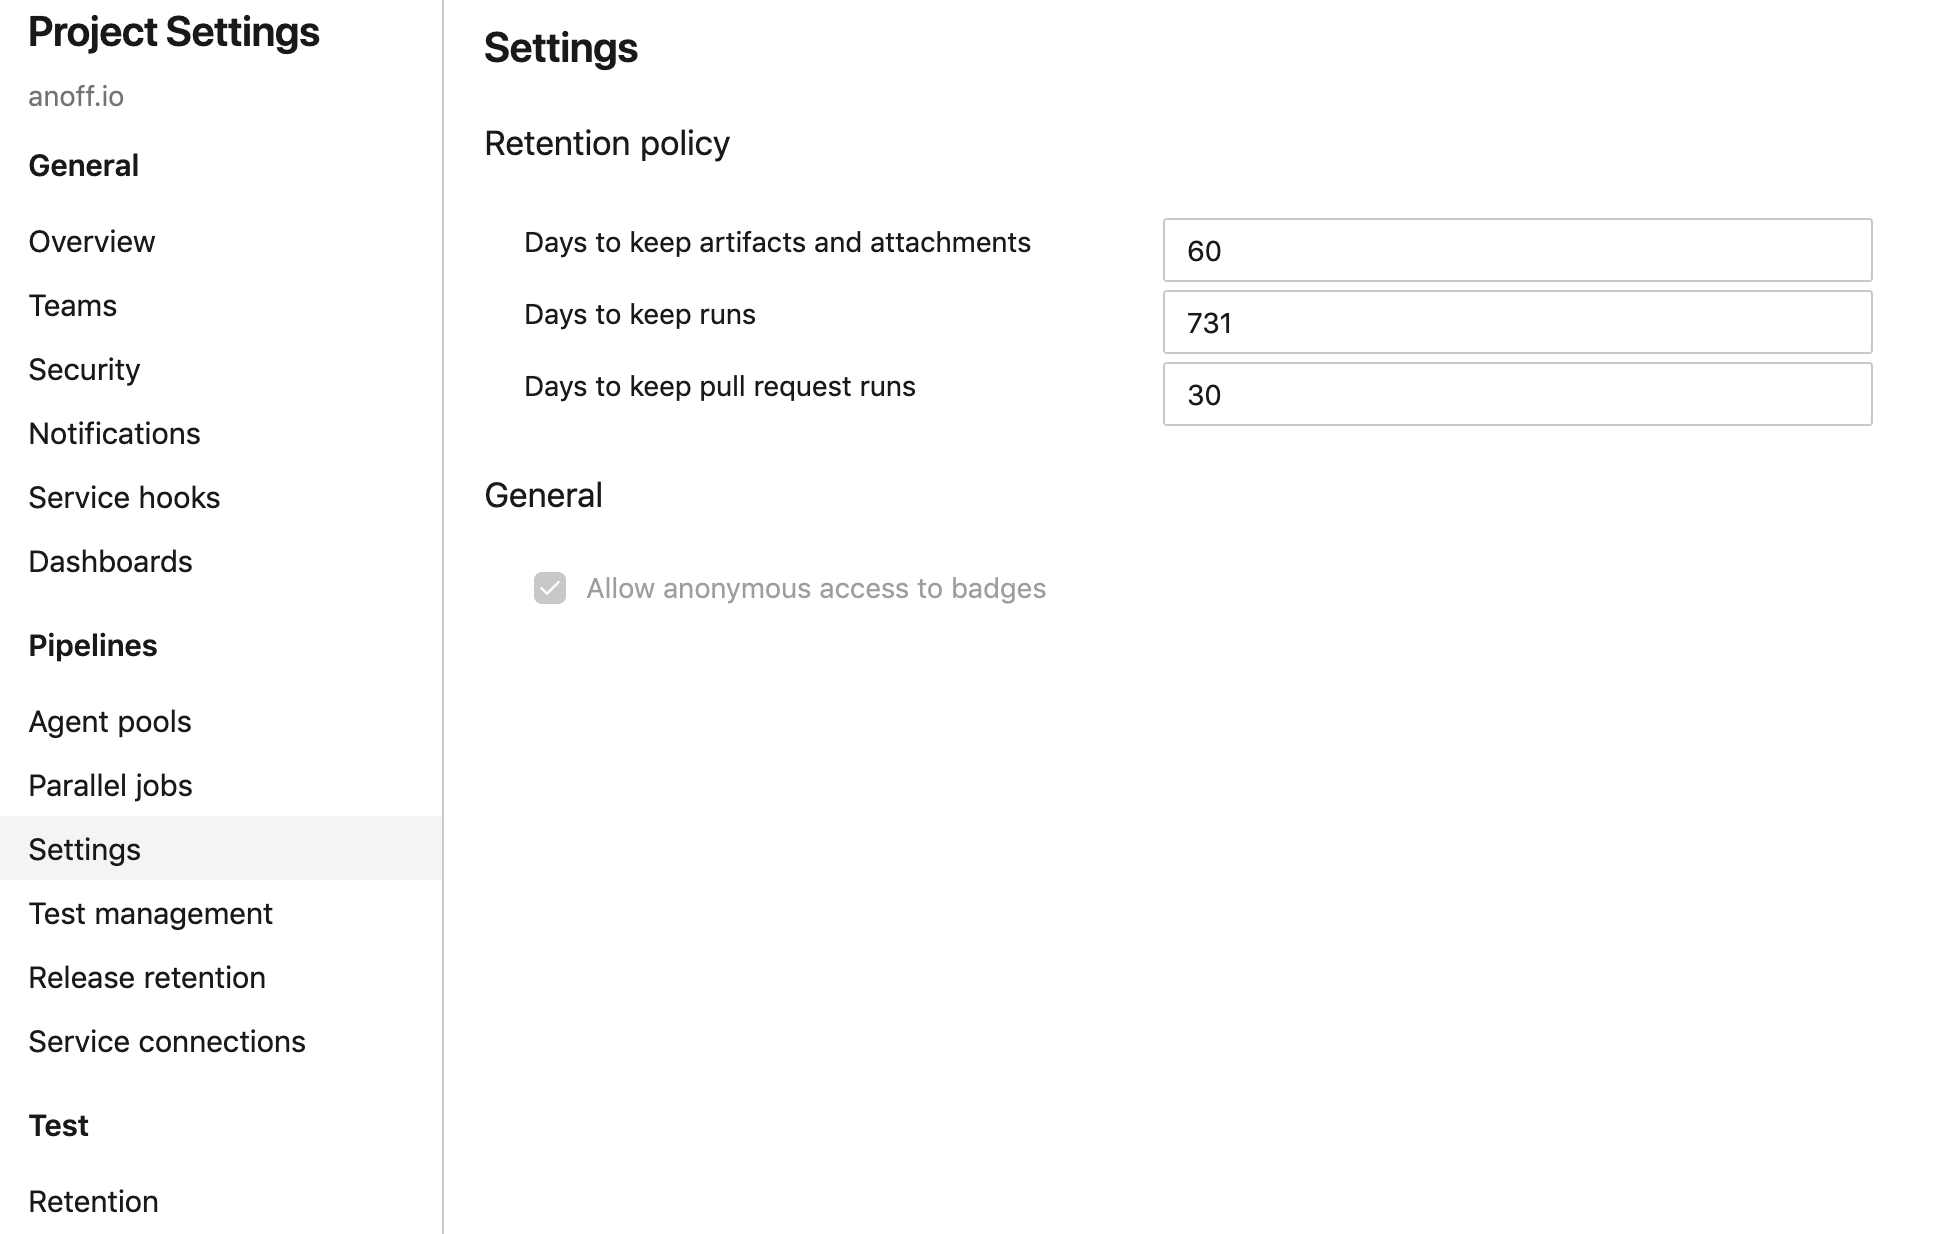 Project Settings
anoff.io
General
Overview
Teams
Security
Notifications
Service hooks
Dashboards
Pipelines
Agent pools
Parallel jobs
Settings
Test management
Release retention
Service connections
Test
Retention
Settings
Retention policy
Days to keep artifacts and attachments 60
Days to keep runs 731
Days to keep pull request runs 30
General
Allow anonymous access to badges